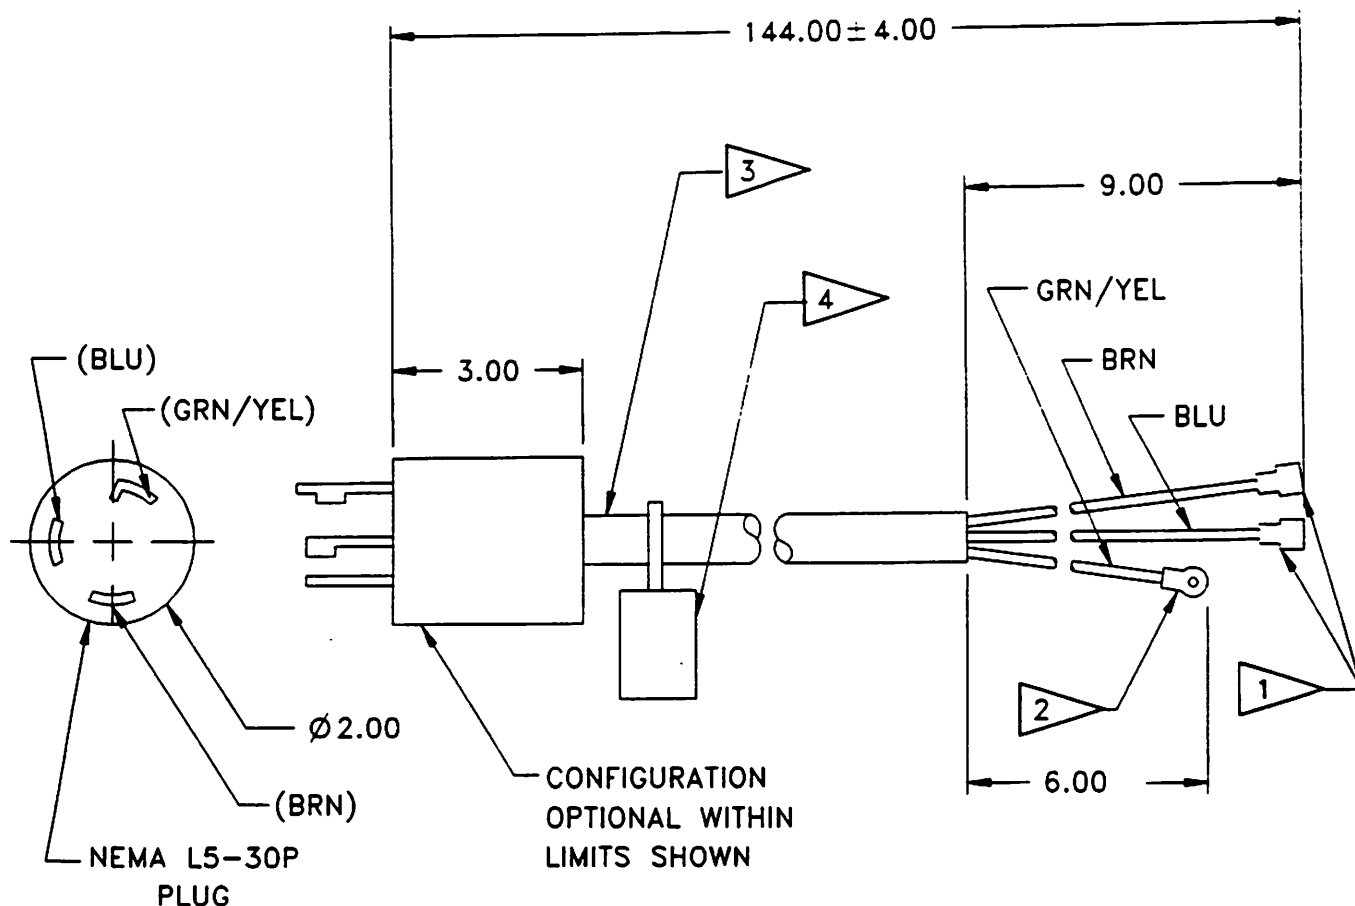 144.00±4.00
3
9.00
4
GRN/YEL
(BLU)
3.00
BRN
(GRN/YEL)
BLU
1
2
Ø2.00
6.00
CONFIGURATION
OPTIONAL WITHIN
LIMITS SHOWN
(BRN)
NEMA L5-30P
PLUG